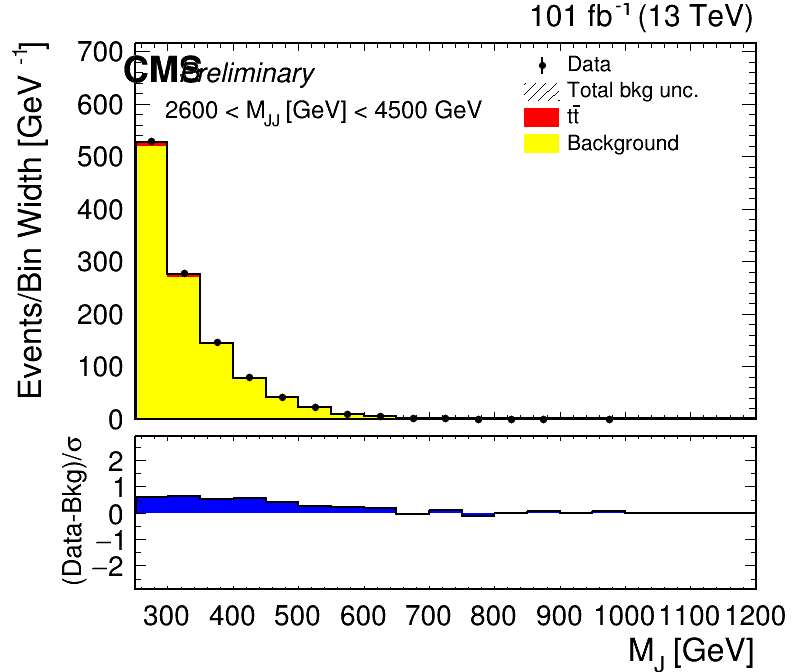 101 fb⁻¹ (13 TeV)
CMS Preliminary
2600 < M_JJ [GeV] < 4500 GeV
Data
Total bkg unc.
tt̄
Background
Events/Bin Width [GeV⁻¹]
700
600
500
400
300
200
100
0
(Data-Bkg)/σ
2
1
0
−1
−2
300 400 500 600 700 800 900 1000 1100 1200
M_J [GeV]